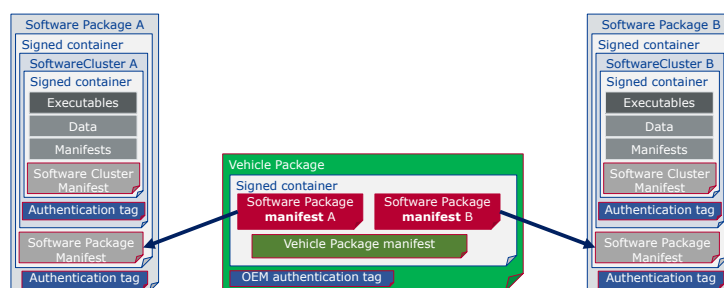 Software Package A
Signed container
SoftwareCluster A
Signed container
Executables
Data
Manifests
Software Cluster
Manifest
Authentication tag
Software Package
Manifest
Authentication tag
Vehicle Package
Signed container
Software Package
manifest A
Software Package
manifest B
Vehicle Package manifest
OEM authentication tag
Software Package B
Signed container
SoftwareCluster B
Signed container
Executables
Data
Manifests
Software Cluster
Manifest
Authentication tag
Software Package
Manifest
Authentication tag